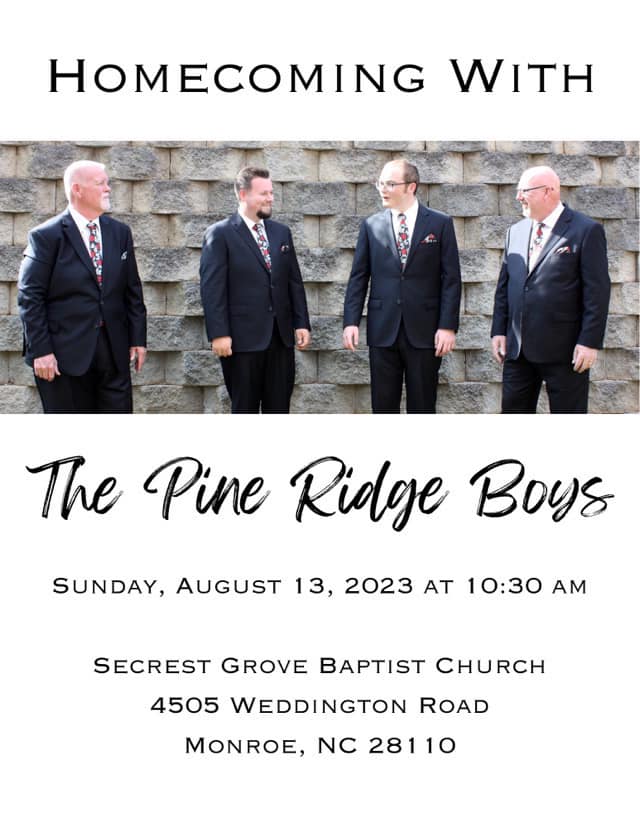 Homecoming With
The Pine Ridge Boys
Sunday, August 13, 2023 at 10:30 am
Secrest Grove Baptist Church
4505 Weddington Road
Monroe, NC 28110